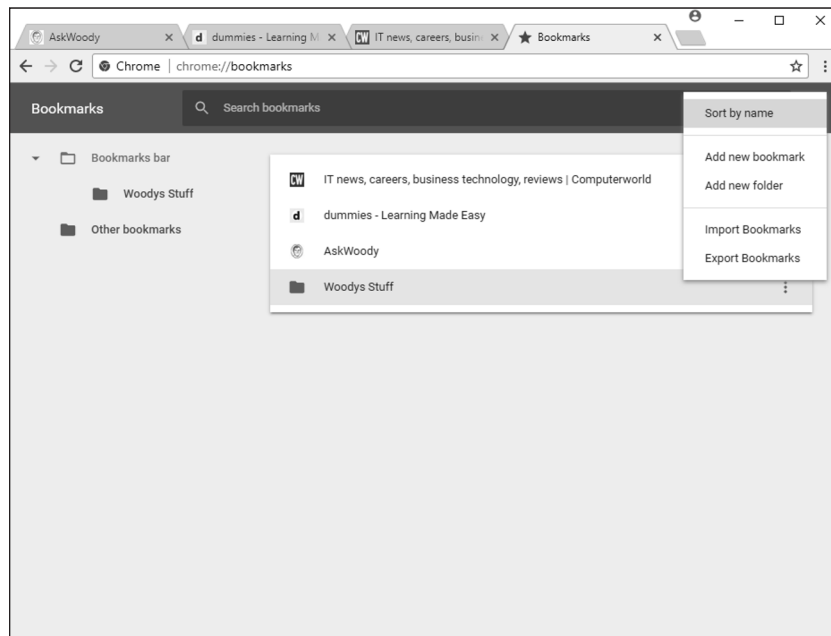 AskWoody
d dummies - Learning M
CW IT news, careers, busin
Bookmarks
Chrome | chrome://bookmarks
Bookmarks
Search bookmarks
Sort by name
Add new bookmark
Add new folder
Import Bookmarks
Export Bookmarks
Bookmarks bar
Woodys Stuff
Other bookmarks
CW IT news, careers, business technology, reviews | Computerworld
d dummies - Learning Made Easy
AskWoody
Woodys Stuff